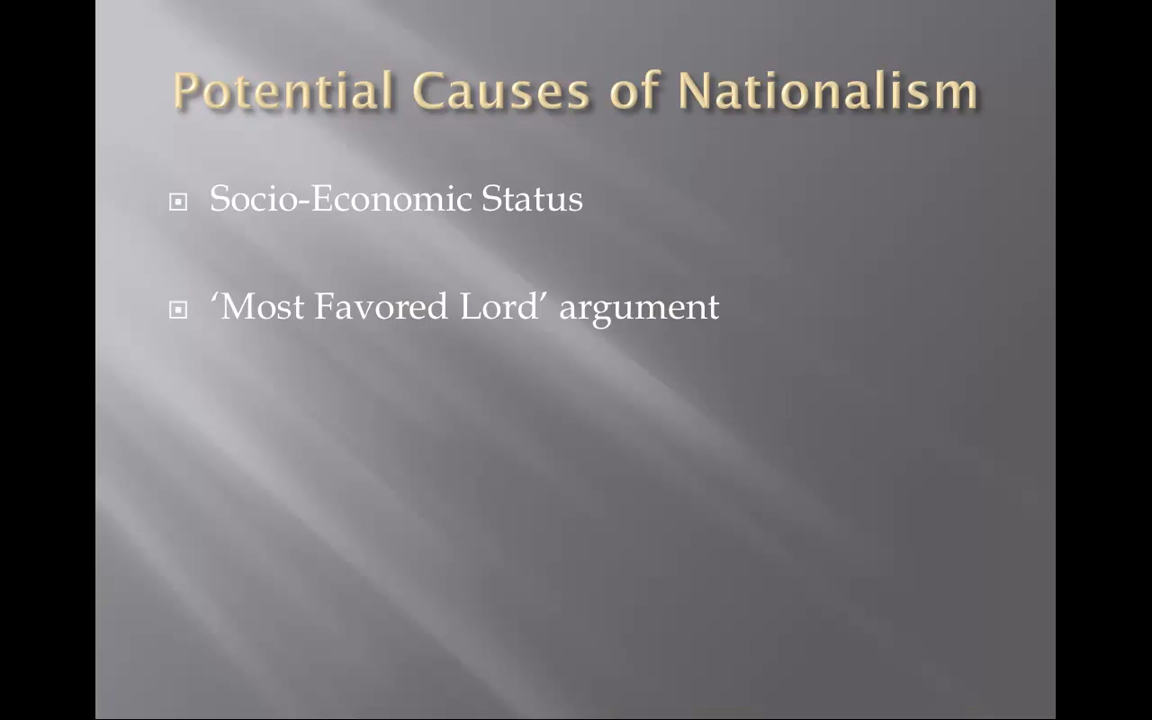 Potential Causes of Nationalism
Socio-Economic Status
‘Most Favored Lord’ argument